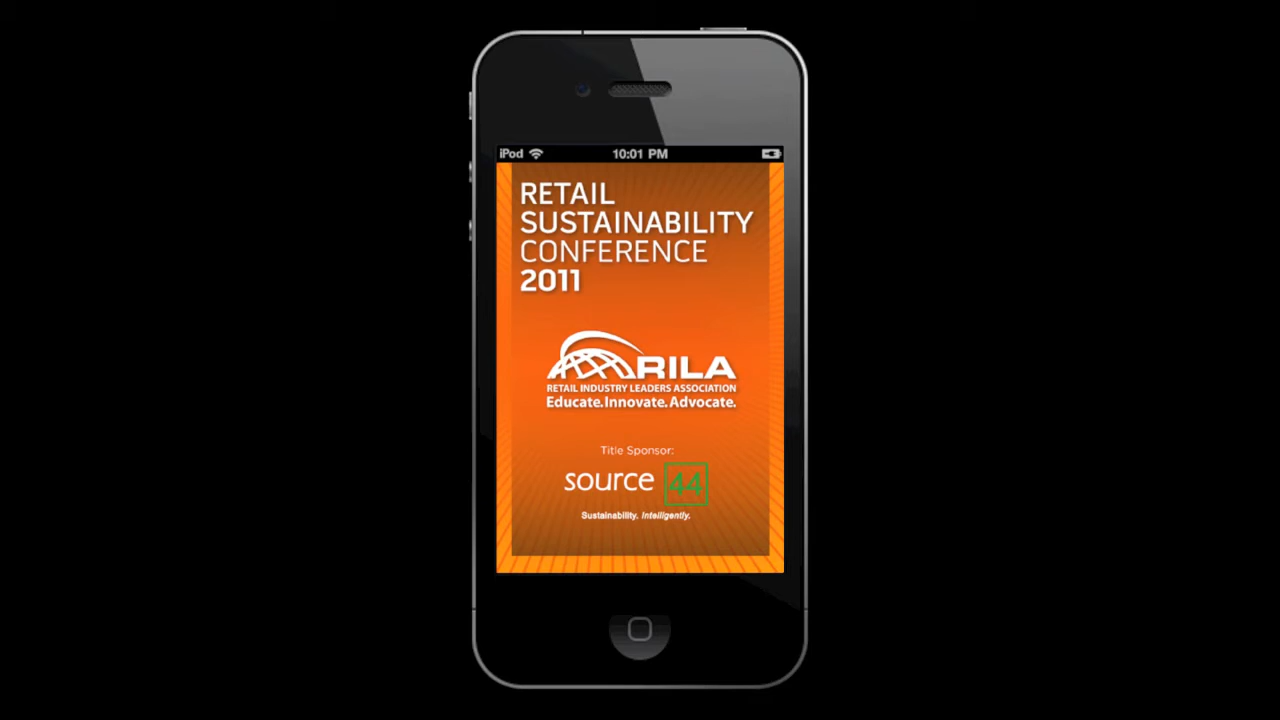 iPod 10:01 PM
RETAIL
SUSTAINABILITY
CONFERENCE
2011
RILA
RETAIL INDUSTRY LEADERS ASSOCIATION
Educate. Innovate. Advocate.
Title Sponsor:
source 44
Sustainability. Intelligently.